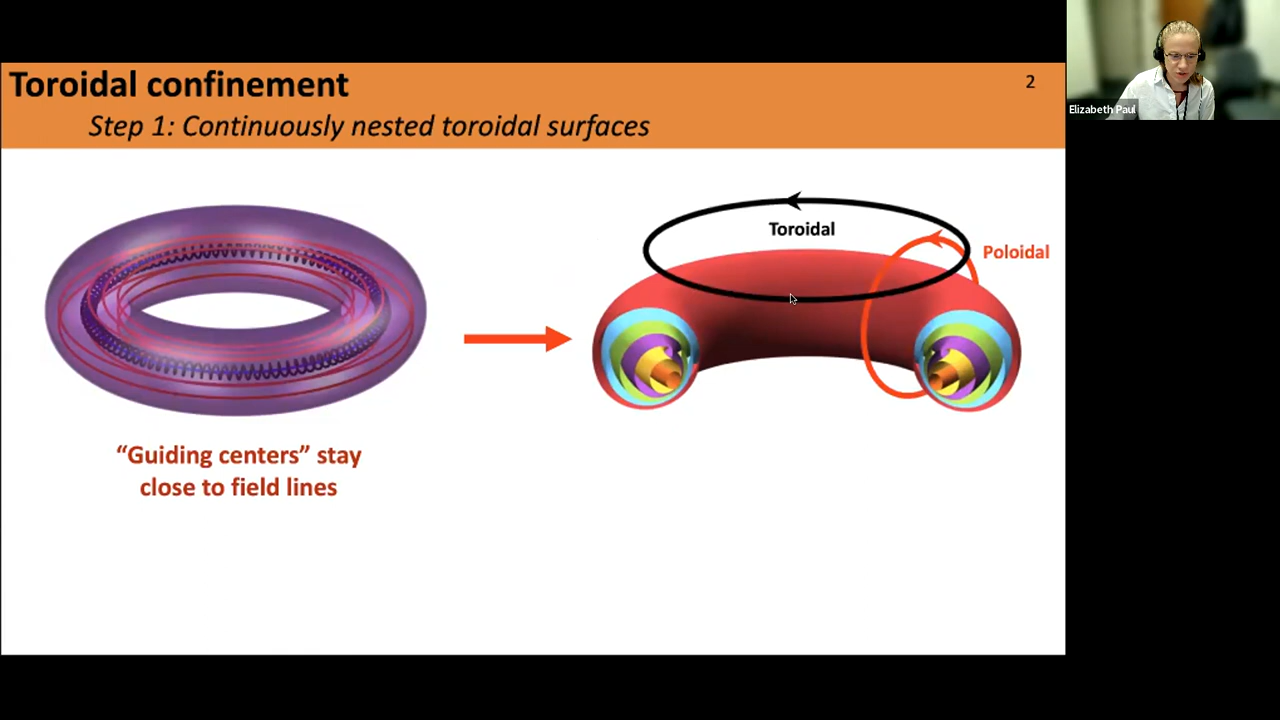 Toroidal confinement
2
Step 1: Continuously nested toroidal surfaces
Elizabeth Paul
Toroidal
Poloidal
“Guiding centers” stay
close to field lines